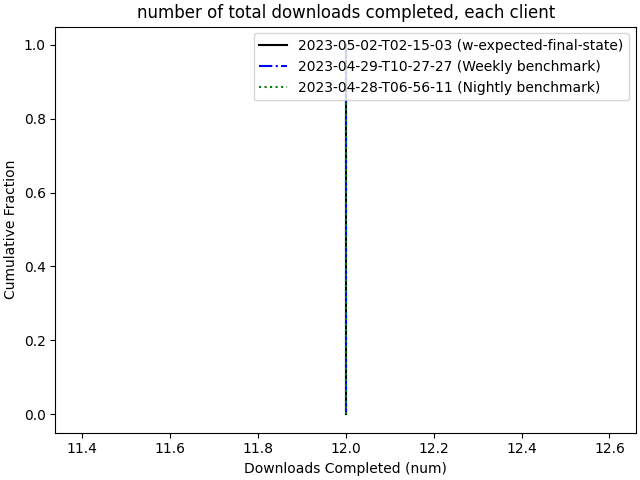 number of total downloads completed, each client
1.0
0.8
0.6
0.4
0.2
0.0
Cumulative Fraction
2023-05-02-T02-15-03 (w-expected-final-state)
2023-04-29-T10-27-27 (Weekly benchmark)
2023-04-28-T06-56-11 (Nightly benchmark)
11.4 11.6 11.8 12.0 12.2 12.4 12.6
Downloads Completed (num)